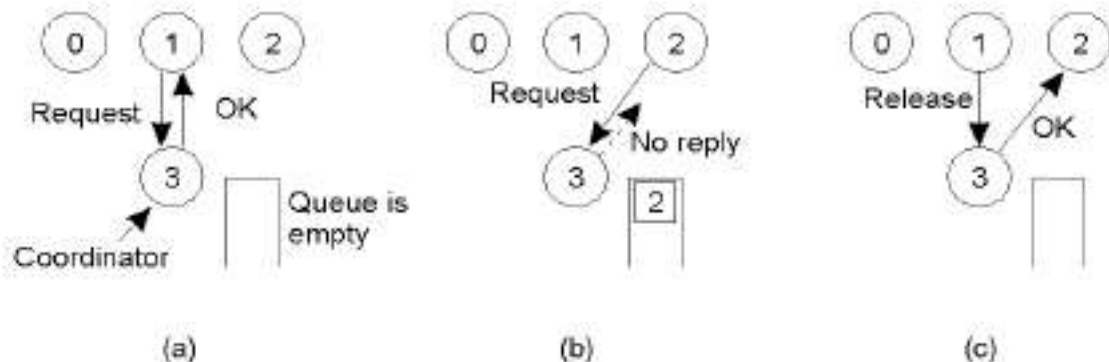 0 1 2
Request OK
3
Queue is
empty
Coordinator
(a)
0 1 2
Request
No reply
3
2
(b)
0 1 2
Release
OK
3
(c)